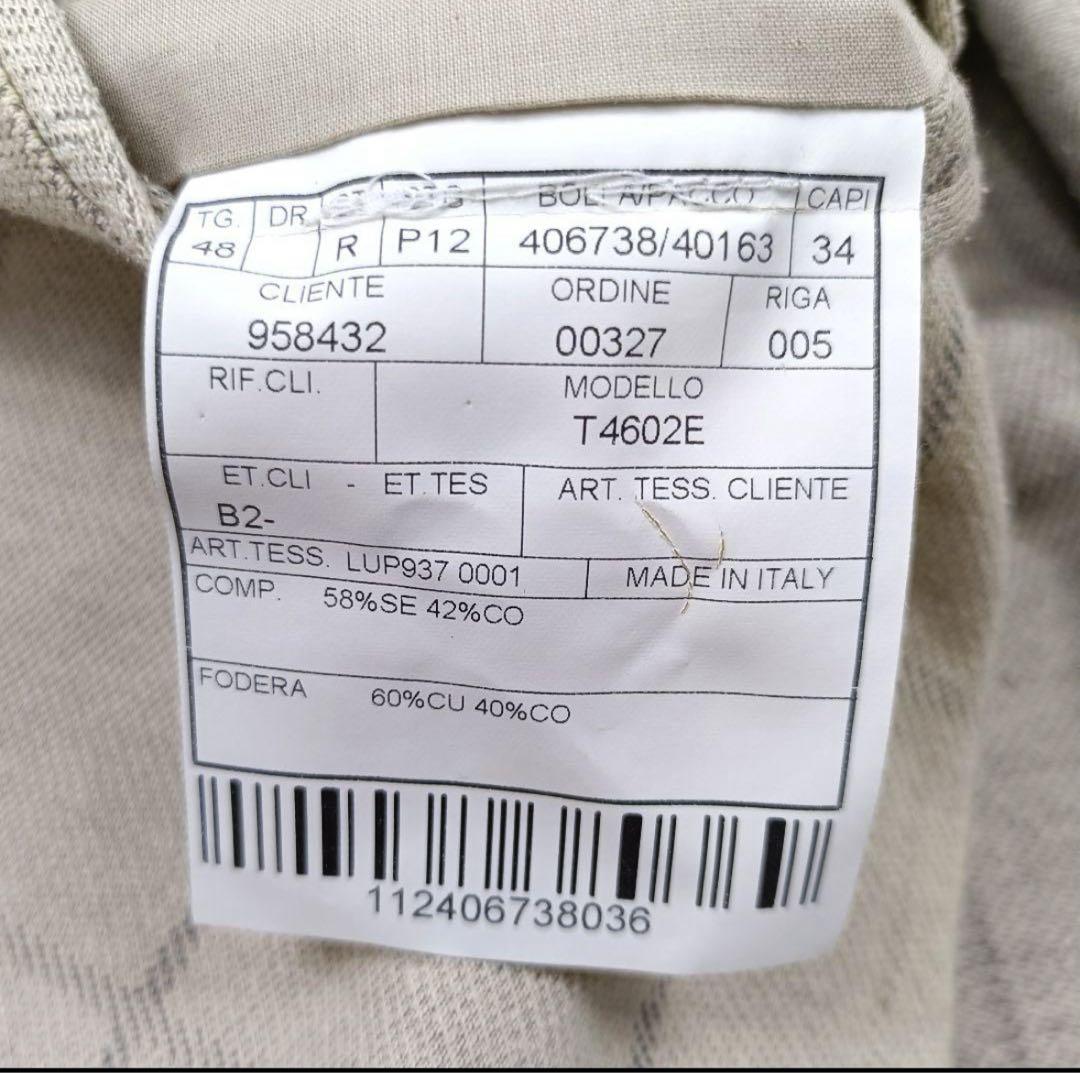 TG. DR CAPI
48 R P12 406738/40163 34
CLIENTE ORDINE RIGA
958432 00327 005
RIF.CLI. MODELLO
T4602E
ET.CLI - ET.TES ART. TESS. CLIENTE
B2-
ART.TESS. LUP937 0001 MADE IN ITALY
COMP. 58%SE 42%CO
FODERA 60%CU 40%CO
112406738036